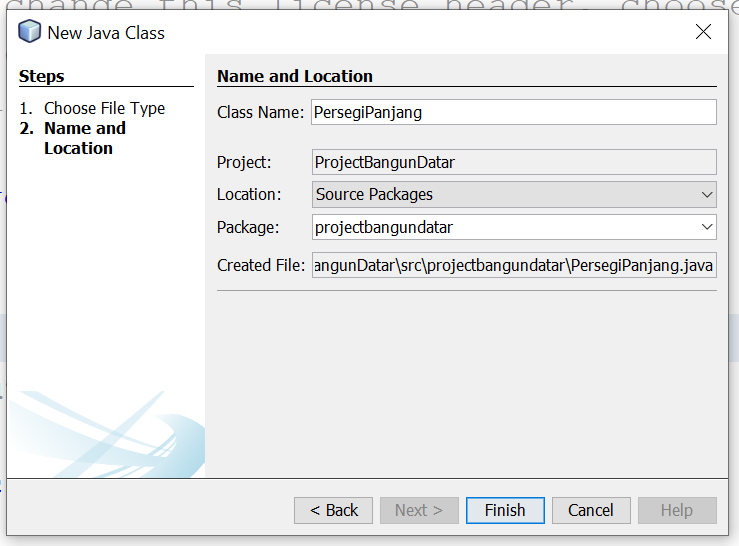 change this license header, choose
New Java Class
Steps
1. Choose File Type
2. Name and
Location
Name and Location
Class Name: PersegiPanjang
Project: ProjectBangunDatar
Location: Source Packages
Package: projectbangundatar
Created File: angunDatar\src\projectbangundatar\PersegiPanjang.java
< Back Next > Finish Cancel Help